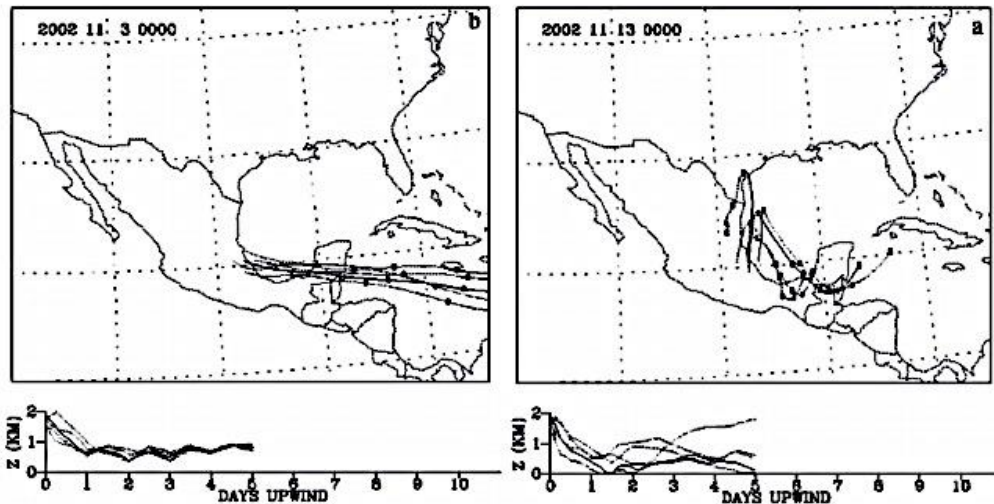 2002 11. 3 0000 b
2002 11.13 0000 a
2
1
0
Z (KM)
0 1 2 3 4 5 6 7 8 9 10
DAYS UPWIND
2
1
0
Z (KM)
0 1 2 3 4 5 6 7 8 9 10
DAYS UPWIND